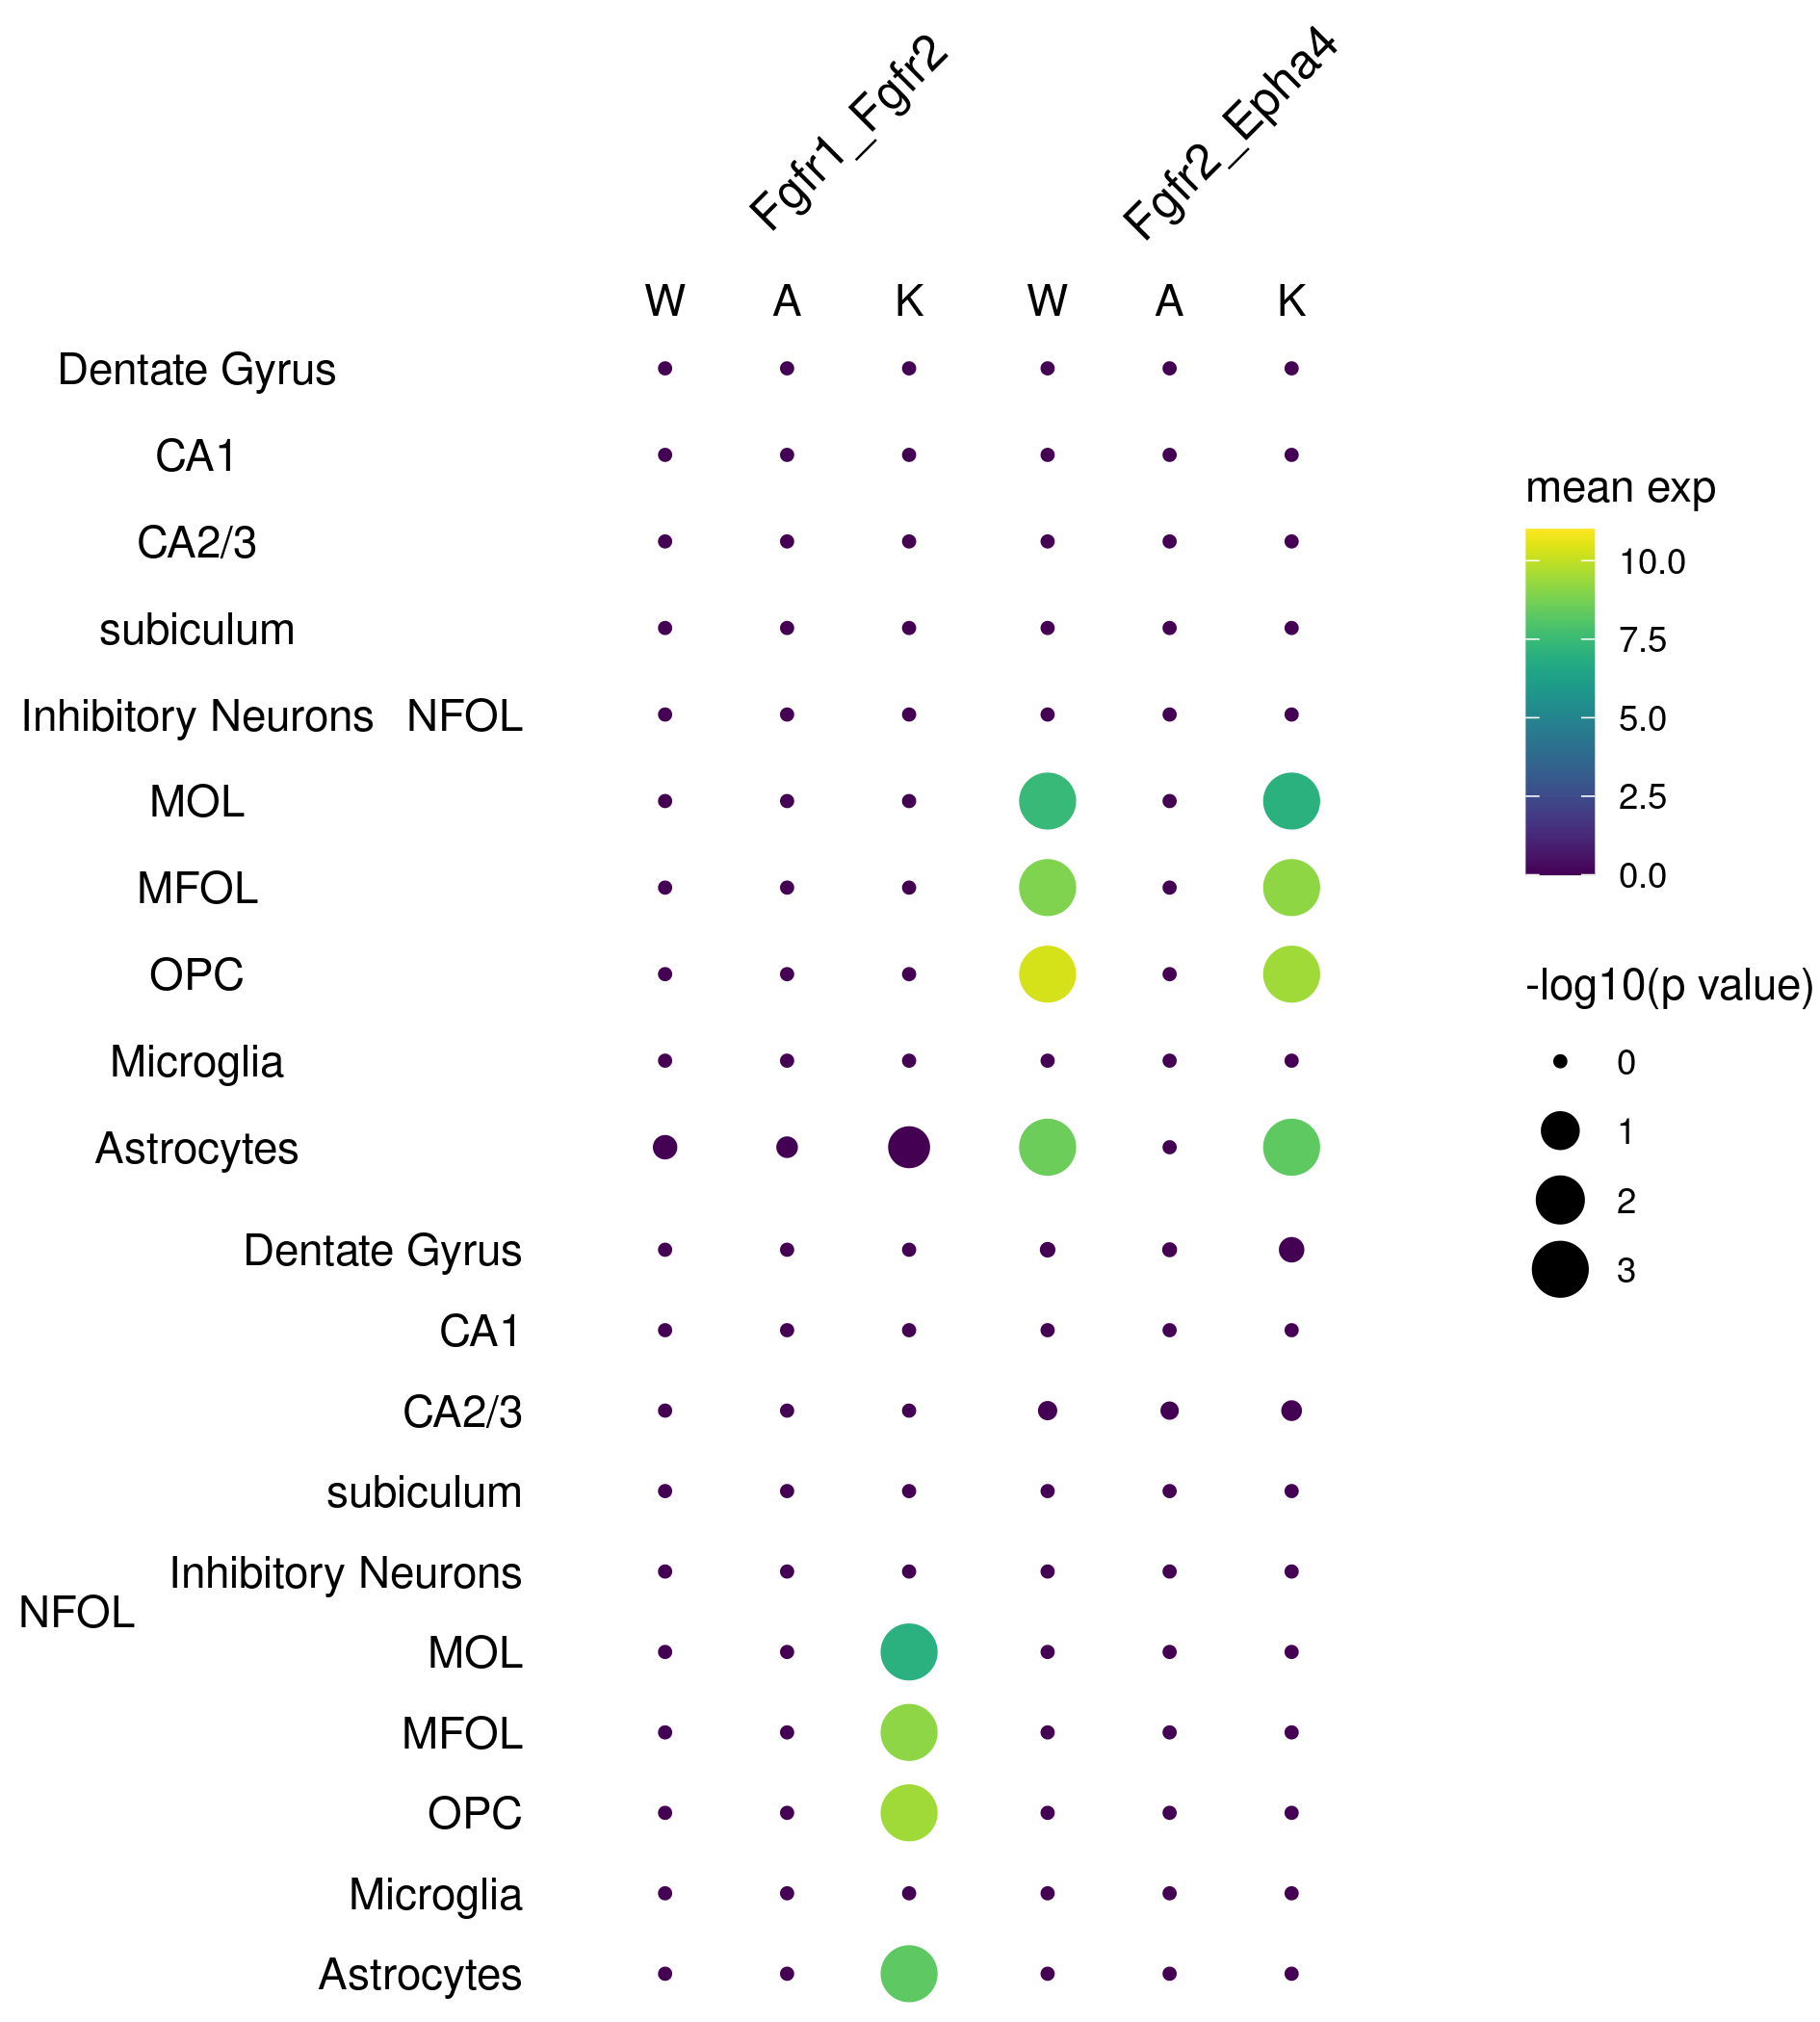 Fgfr1_Fgfr2 Fgfr2_Epha4
W A K W A K
Dentate Gyrus
CA1
CA2/3
subiculum
Inhibitory Neurons NFOL
MOL
MFOL
OPC
Microglia
Astrocytes
Dentate Gyrus
CA1
CA2/3
subiculum
Inhibitory Neurons
NFOL
MOL
MFOL
OPC
Microglia
Astrocytes
mean exp
10.0
7.5
5.0
2.5
0.0
-log10(p value)
0
1
2
3